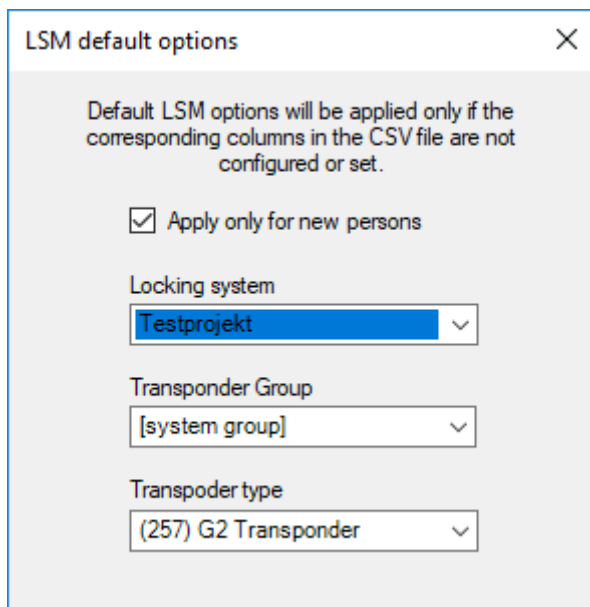 LSM default options
Default LSM options will be applied only if the
corresponding columns in the CSV file are not
configured or set.
Apply only for new persons
Locking system
Testprojekt
Transponder Group
[system group]
Transpoder type
(257) G2 Transponder